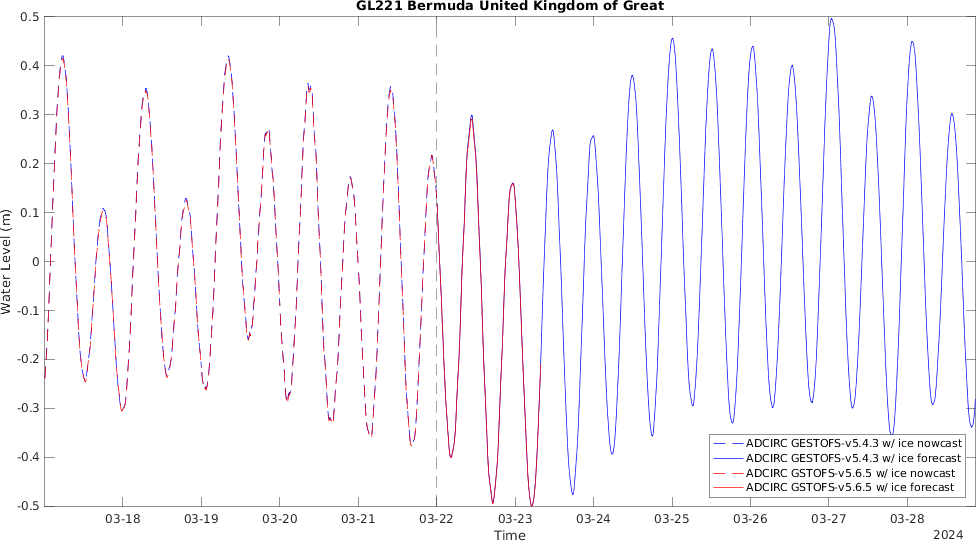 GL221 Bermuda United Kingdom of Great
0.5
0.4
0.3
0.2
0.1
0
-0.1
-0.2
-0.3
-0.4
-0.5
Water Level (m)
ADCIRC GESTOFS-v5.4.3 w/ ice nowcast
ADCIRC GESTOFS-v5.4.3 w/ ice forecast
ADCIRC GSTOFS-v5.6.5 w/ ice nowcast
ADCIRC GSTOFS-v5.6.5 w/ ice forecast
03-18 03-19 03-20 03-21 03-22 03-23 03-24 03-25 03-26 03-27 03-28
Time
2024